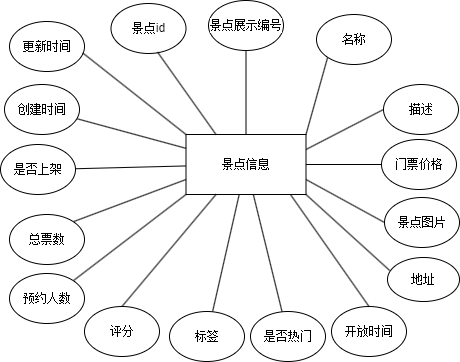 景点id
景点展示编号
更新时间
名称
创建时间
描述
是否上架
景点信息
门票价格
总票数
景点图片
预约人数
地址
评分
标签
是否热门
开放时间